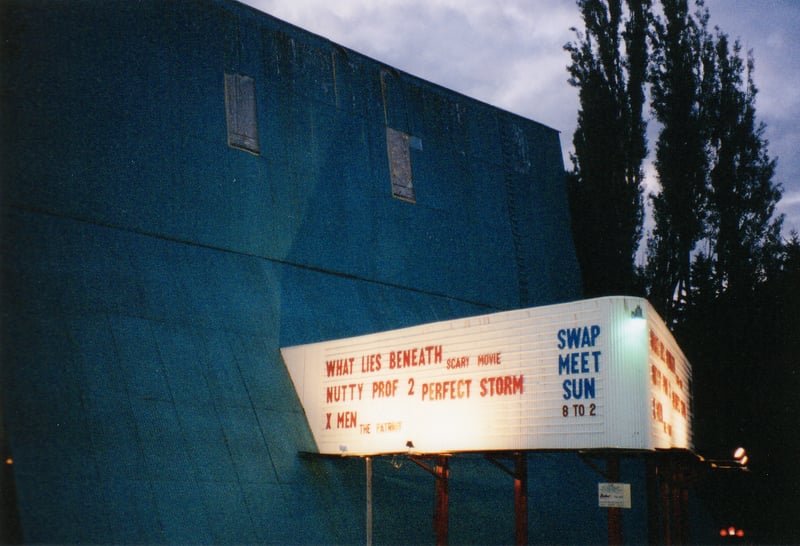 WHAT LIES BENEATH SCARY MOVIE
NUTTY PROF 2 PERFECT STORM
X MEN THE PATRIOT
SWAP
MEET
SUN
8 TO 2